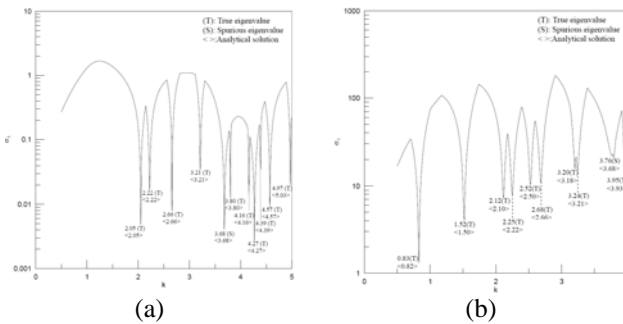 10
(T): True eigenvalue
(S): Spurious eigenvalue
< >:Analytical solution
1
0.1
σ₁
0.01
0.001
2.05 (T)
<2.05>
2.22 (T)
<2.22>
2.66 (T)
<2.66>
3.21 (T)
<3.21>
3.68 (S)
<3.68>
3.80 (T)
<3.80>
4.16 (T)
<4.16>
4.27 (T)
<4.27>
4.39 (T)
<4.39>
4.57 (T)
<4.57>
4.97 (T)
<5.03>
0 1 2 3 4 5
k
(a)
1000
(T): True eigenvalue
(S): Spurious eigenvalue
< >:Analytical solution
100
σ₁
10
1
0.83(T)
<0.82>
1.52(T)
<1.50>
2.12(T)
<2.10>
2.25(T)
<2.22>
2.52(T)
<2.50>
2.68(T)
<2.66>
3.20(T)
<3.18>
3.24(T)
<3.21>
3.70(S)
<3.68>
3.95(T)
<3.93
0 1 2 3
k
(b)